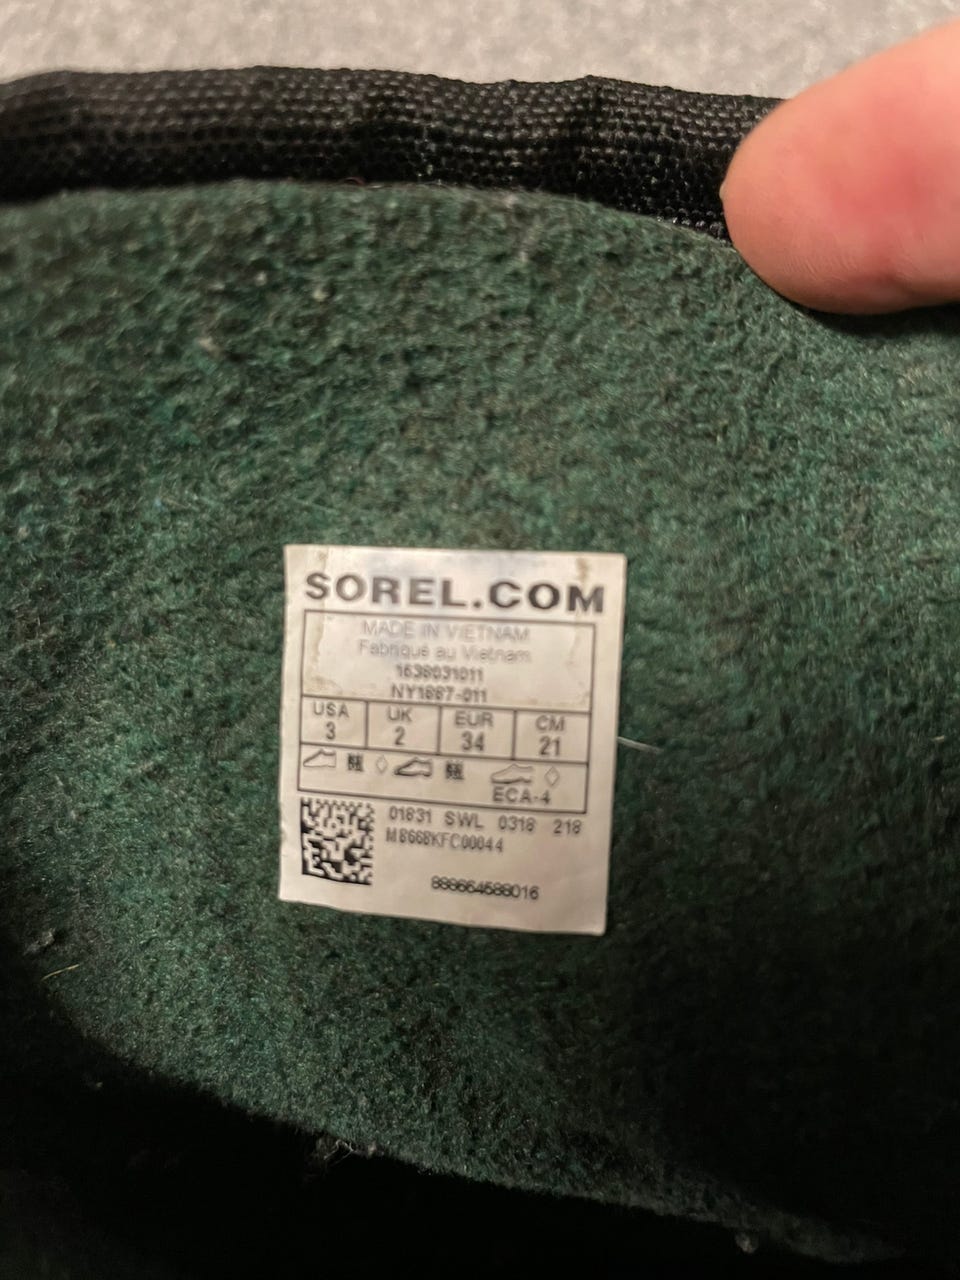 SOREL.COM
MADE IN VIETNAM
Fabriqué au Vietnam
1638031011
NY1887-011
USA UK EUR CM
3 2 34 21
ECA-4
01831 SWL 0318 218
M8668KFC00044
888664588016